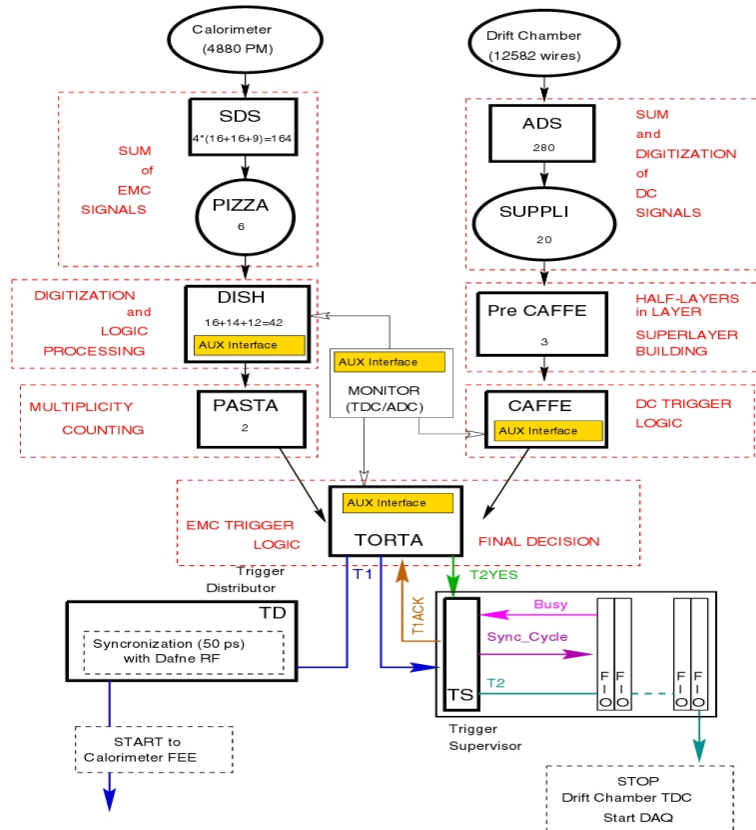 Calorimeter
(4880 PM)
Drift Chamber
(12582 wires)
SDS
4*(16+16+9)=164
SUM
of
EMC
SIGNALS
PIZZA
6
ADS
280
SUM
and
DIGITIZATION
of
DC
SIGNALS
SUPPLI
20
DIGITIZATION
and
LOGIC
PROCESSING
DISH
16+14+12=42
AUX Interface
Pre CAFFE
3
HALF-LAYERS
in LAYER
SUPERLAYER
BUILDING
AUX Interface
MONITOR
(TDC/ADC)
MULTIPLICITY
COUNTING
PASTA
2
CAFFE
AUX Interface
DC TRIGGER
LOGIC
AUX Interface
TORTA
EMC TRIGGER
LOGIC
FINAL DECISION
Trigger
Distributor
T1
T2YES
T1ACK
TD
Syncronization (50 ps)
with Dafne RF
Busy
Sync_Cycle
T2
TS
FIO
FIO
FIO
FIO
Trigger
Supervisor
START to
Calorimeter FEE
STOP
Drift Chamber TDC
Start DAQ